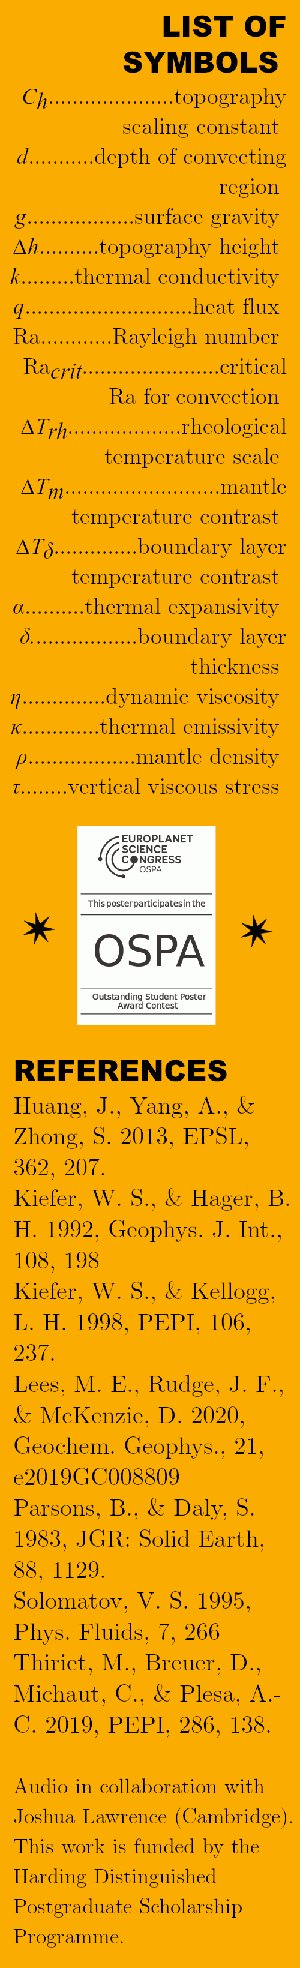 LIST OF
SYMBOLS
C_h.....................topography
scaling constant
d...........depth of convecting
region
g..................surface gravity
Δh..........topography height
k.........thermal conductivity
q............................heat flux
Ra............Rayleigh number
Ra_crit.......................critical
Ra for convection
ΔT_rh...................rheological
temperature scale
ΔT_m..........................mantle
temperature contrast
ΔT_δ..............boundary layer
temperature contrast
α..........thermal expansivity
δ..................boundary layer
thickness
η..............dynamic viscosity
κ.............thermal emissivity
ρ..................mantle density
τ........vertical viscous stress
EUROPLANET
SCIENCE
CONGRESS
OSPA
This poster participates in the
OSPA
Outstanding Student Poster
Award Contest
REFERENCES
Huang, J., Yang, A., &
Zhong, S. 2013, EPSL,
362, 207.
Kiefer, W. S., & Hager, B.
H. 1992, Geophys. J. Int.,
108, 198
Kiefer, W. S., & Kellogg,
L. H. 1998, PEPI, 106,
237.
Lees, M. E., Rudge, J. F.,
& McKenzie, D. 2020,
Geochem. Geophys., 21,
e2019GC008809
Parsons, B., & Daly, S.
1983, JGR: Solid Earth,
88, 1129.
Solomatov, V. S. 1995,
Phys. Fluids, 7, 266
Thiriet, M., Breuer, D.,
Michaut, C., & Plesa, A.-
C. 2019, PEPI, 286, 138.
Audio in collaboration with
Joshua Lawrence (Cambridge).
This work is funded by the
Harding Distinguished
Postgraduate Scholarship
Programme.